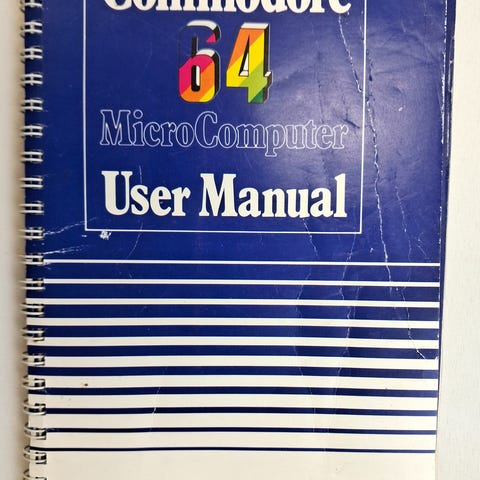 Commodore
64
MicroComputer
User Manual